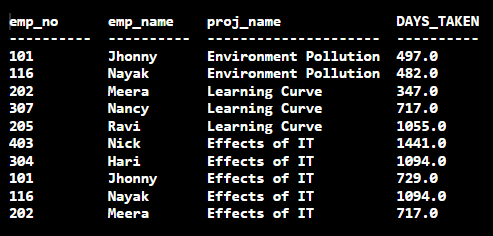 emp_no      emp_name    proj_name              DAYS_TAKEN
----------  ----------  ---------------------  ----------
101         Jhonny      Environment Pollution  497.0
116         Nayak       Environment Pollution  482.0
202         Meera       Learning Curve         347.0
307         Nancy       Learning Curve         717.0
205         Ravi        Learning Curve         1055.0
403         Nick        Effects of IT          1441.0
304         Hari        Effects of IT          1094.0
101         Jhonny      Effects of IT          729.0
116         Nayak       Effects of IT          1094.0
202         Meera       Effects of IT          717.0